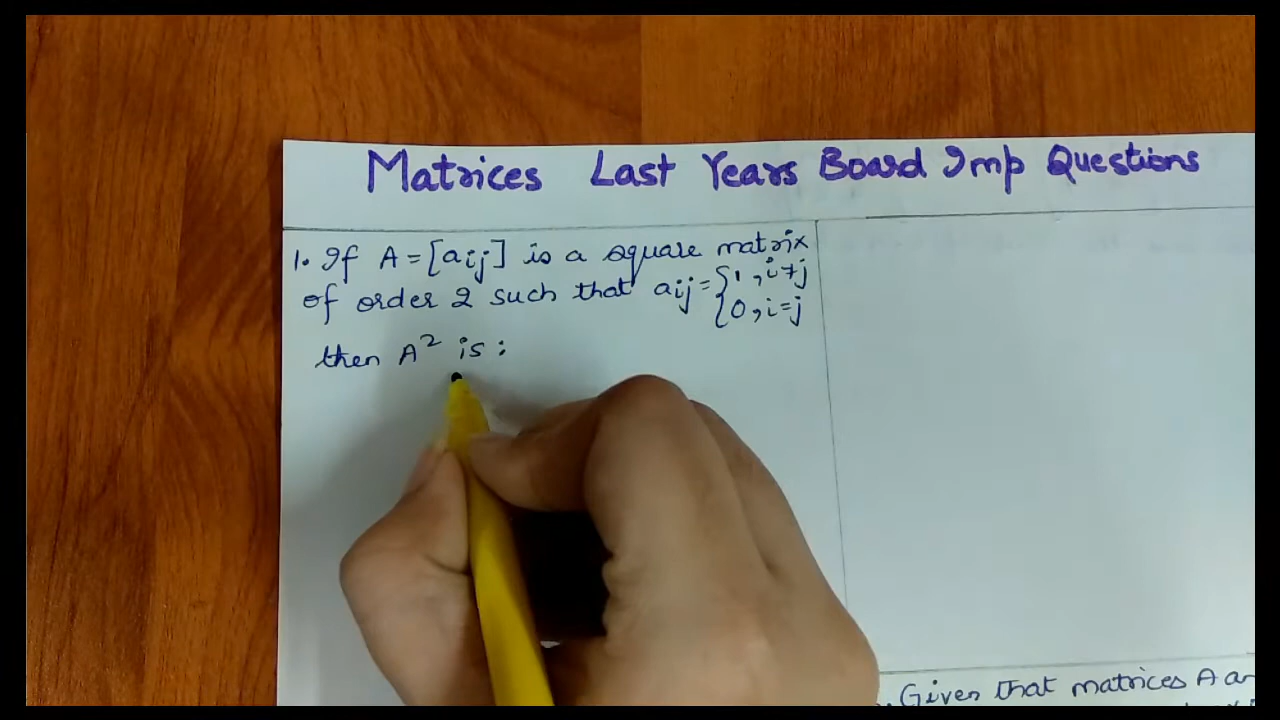 Matrices Last Years Board Imp Questions
1. If A = [aij] is a square matrix
of order 2 such that aij = { 1 , i ≠ j
{ 0 , i = j
then A² is :
Given that matrices A